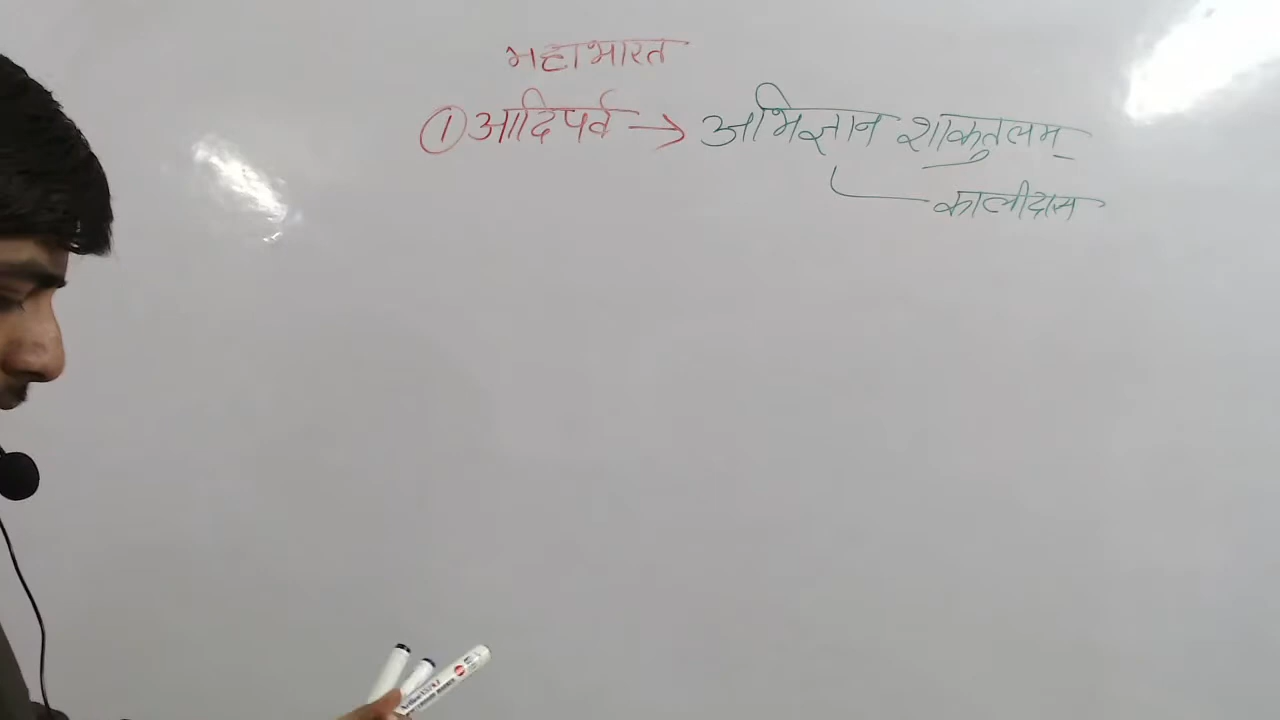 महाभारत
① आदिपर्व → अभिज्ञान शाकुतलम्
कालीदास